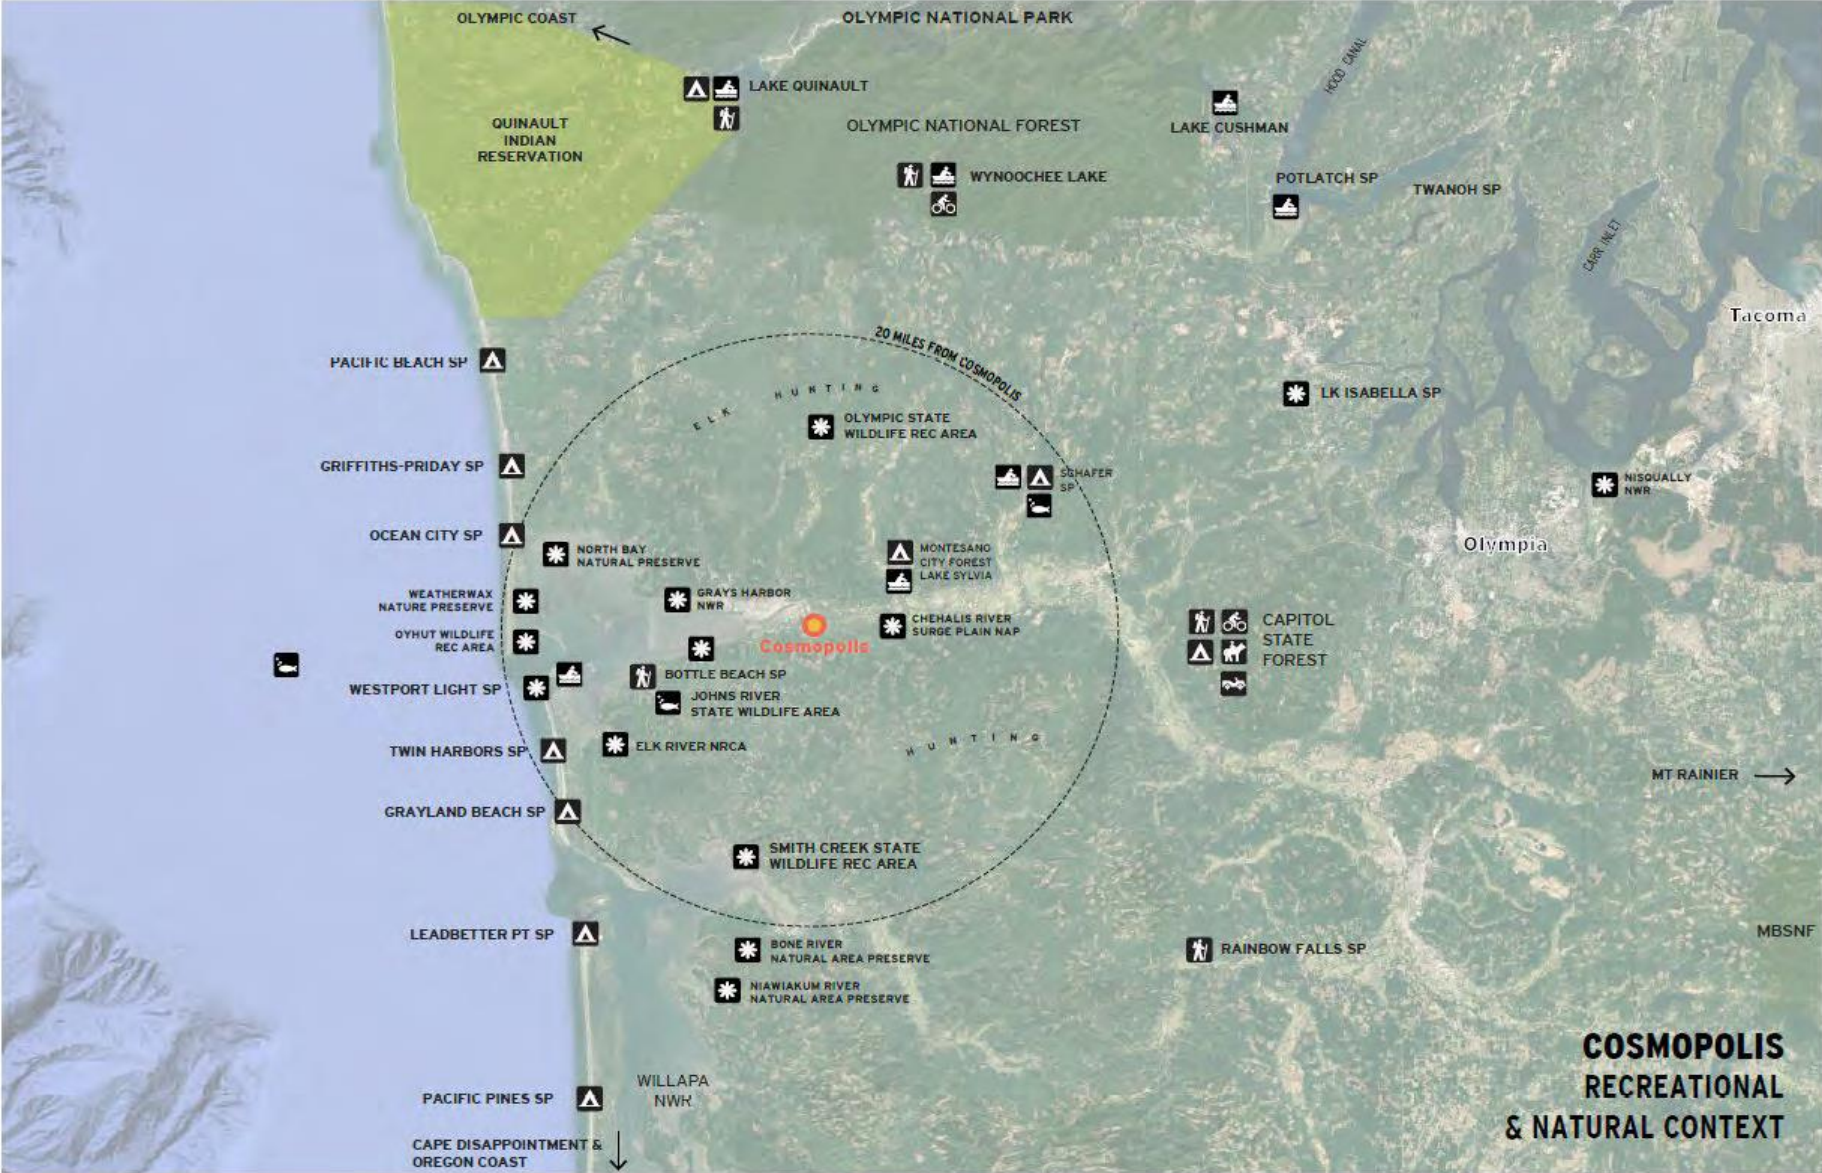 OLYMPIC COAST
OLYMPIC NATIONAL PARK
HOOD CANAL
LAKE QUINAULT
QUINAULT
INDIAN
RESERVATION
OLYMPIC NATIONAL FOREST
LAKE CUSHMAN
WYNOOCHEE LAKE
POTLATCH SP
TWANOH SP
CARR INLET
Tacoma
20 MILES FROM COSMOPOLIS
PACIFIC BEACH SP
ELK HUNTING
LK ISABELLA SP
OLYMPIC STATE
WILDLIFE REC AREA
GRIFFITHS-PRIDAY SP
SCHAFER
SP
NISQUALLY
NWR
OCEAN CITY SP
NORTH BAY
NATURAL PRESERVE
MONTESANO
CITY FOREST
LAKE SYLVIA
Olympia
WEATHERWAX
NATURE PRESERVE
GRAYS HARBOR
NWR
CHEHALIS RIVER
SURGE PLAIN NAP
CAPITOL
STATE
FOREST
OYHUT WILDLIFE
REC AREA
Cosmopolis
WESTPORT LIGHT SP
BOTTLE BEACH SP
JOHNS RIVER
STATE WILDLIFE AREA
TWIN HARBORS SP
ELK RIVER NRCA
HUNTING
MT RAINIER
GRAYLAND BEACH SP
SMITH CREEK STATE
WILDLIFE REC AREA
LEADBETTER PT SP
BONE RIVER
NATURAL AREA PRESERVE
RAINBOW FALLS SP
MBSNF
NIAWIAKUM RIVER
NATURAL AREA PRESERVE
PACIFIC PINES SP
WILLAPA
NWR
CAPE DISAPPOINTMENT &
OREGON COAST
COSMOPOLIS
RECREATIONAL
& NATURAL CONTEXT